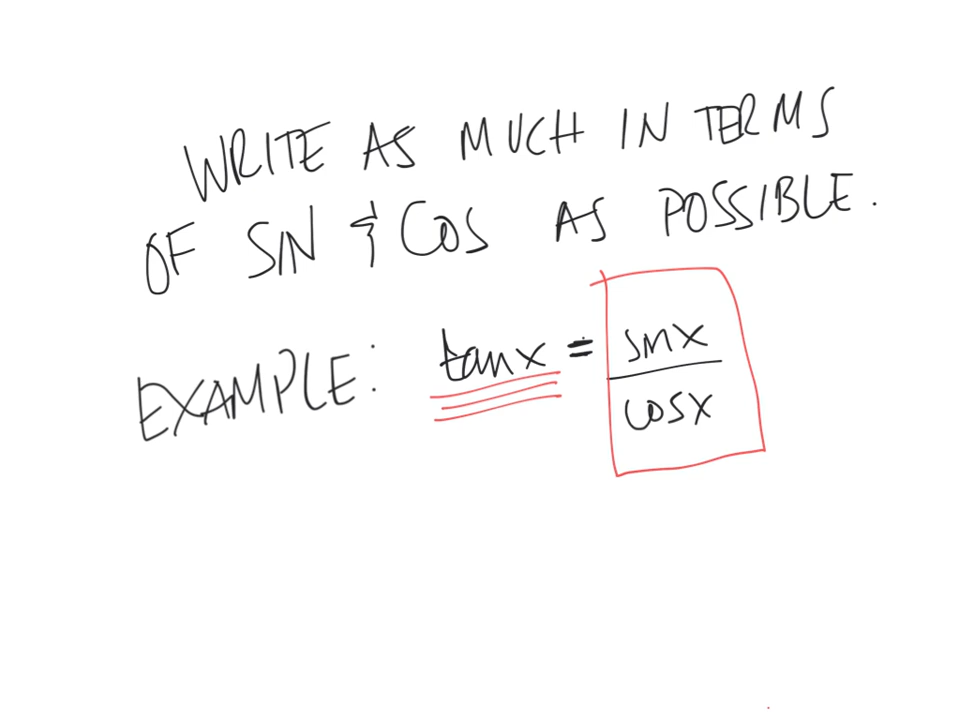 WRITE AS MUCH IN TERMS
OF SIN & COS AS POSSIBLE.
EXAMPLE: tanx = sinx / cosx